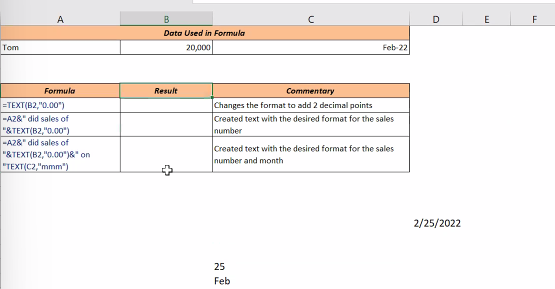 A B C D E F
Data Used in Formula
Tom 20,000 Feb-22
Formula Result Commentary
=TEXT(B2,"0.00") Changes the format to add 2 decimal points
=A2&" did sales of
"&TEXT(B2,"0.00")
Created text with the desired format for the sales
number
=A2&" did sales of
"&TEXT(B2,"0.00")&" on
"TEXT(C2,"mmm")
Created text with the desired format for the sales
number and month
2/25/2022
25
Feb